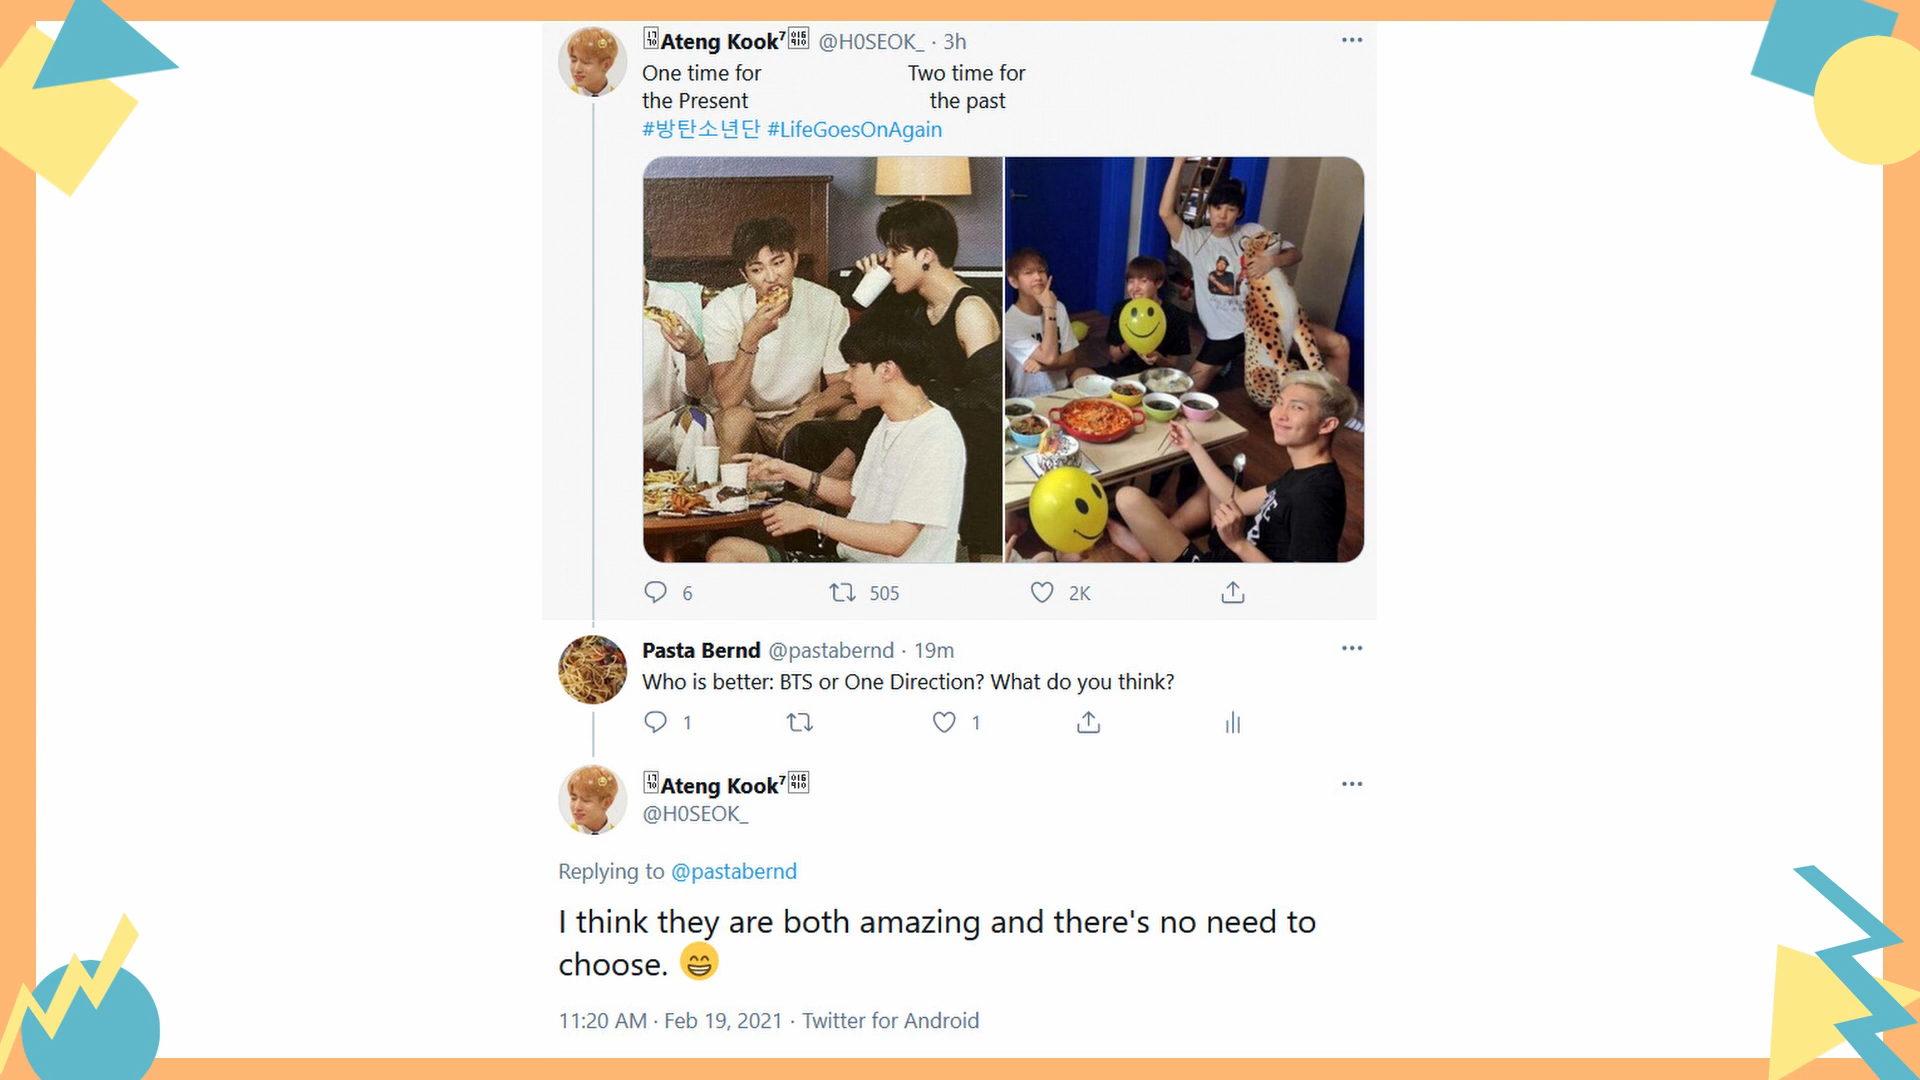 Ateng Kook⁷ @H0SEOK_ · 3h
One time for Two time for
the Present the past
#방탄소년단 #LifeGoesOnAgain
6 505 2K
Pasta Bernd @pastabernd · 19m
Who is better: BTS or One Direction? What do you think?
1 1
Ateng Kook⁷
@H0SEOK_
Replying to @pastabernd
I think they are both amazing and there's no need to
choose. 😁
11:20 AM · Feb 19, 2021 · Twitter for Android